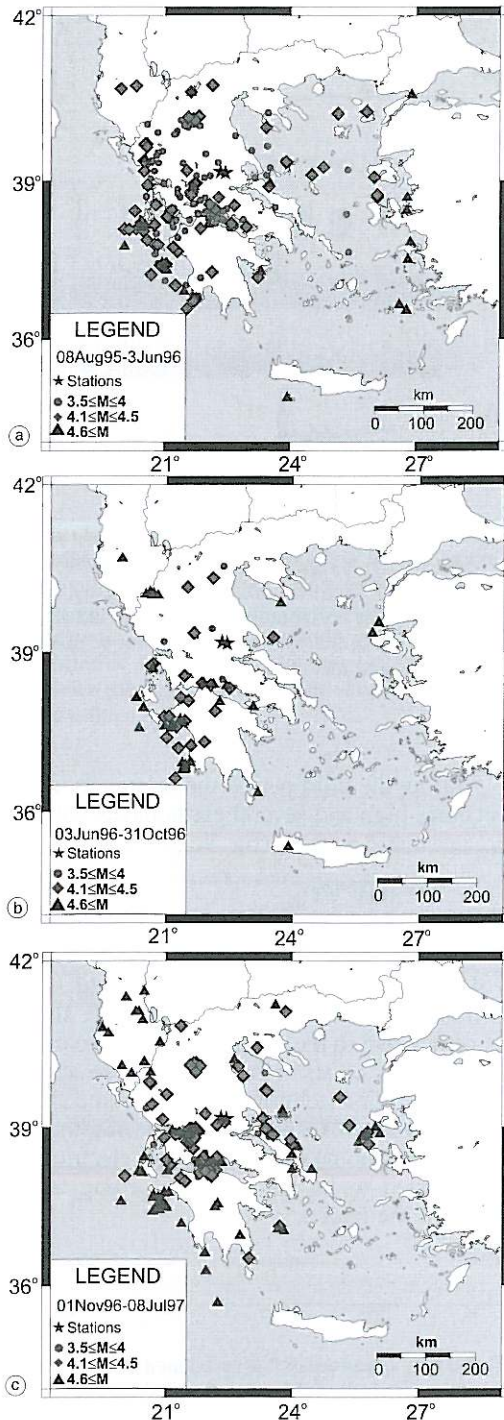 42°
39°
36°
LEGEND
08Aug95-3Jun96
Stations
3.5≤M≤4
4.1≤M≤4.5
4.6≤M
km
0 100 200
a
21° 24° 27°
42°
39°
36°
LEGEND
03Jun96-31Oct96
Stations
3.5≤M≤4
4.1≤M≤4.5
4.6≤M
km
0 100 200
b
21° 24° 27°
42°
39°
36°
LEGEND
01Nov96-08Jul97
Stations
3.5≤M≤4
4.1≤M≤4.5
4.6≤M
km
0 100 200
c
21° 24° 27°